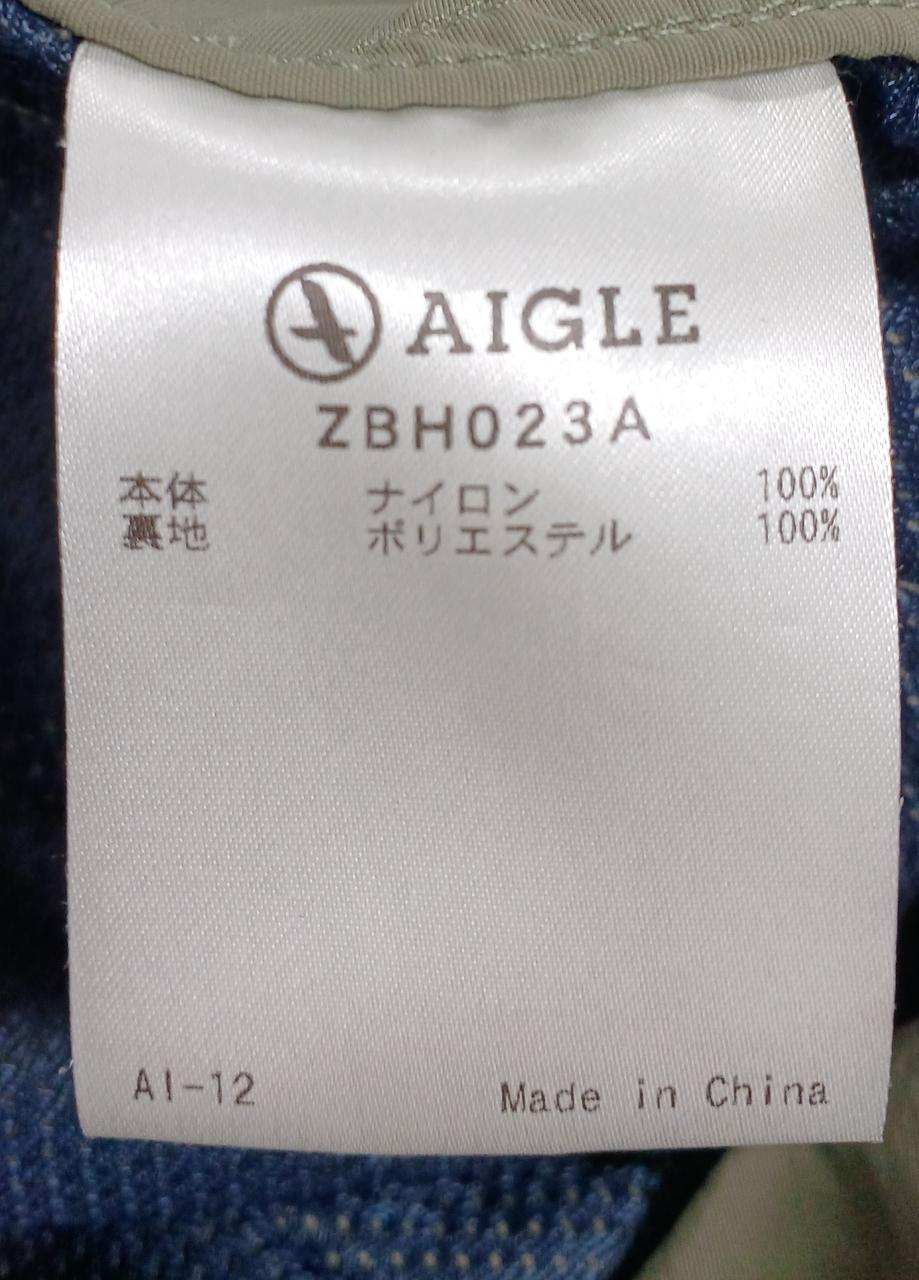 AIGLE
ZBH023A
本体 ナイロン 100%
裏地 ポリエステル 100%
AI-12 Made in China